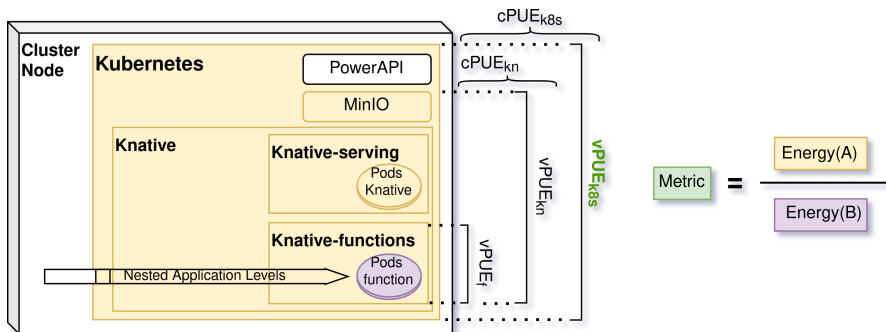 cPUEk8s
Cluster
Node
Kubernetes
PowerAPI
cPUEkn
MinIO
Knative
Knative-serving
Pods
Knative
Knative-functions
Pods
function
Nested Application Levels
vPUEf
vPUEkn
vPUEk8s
Metric
=
Energy(A)
Energy(B)